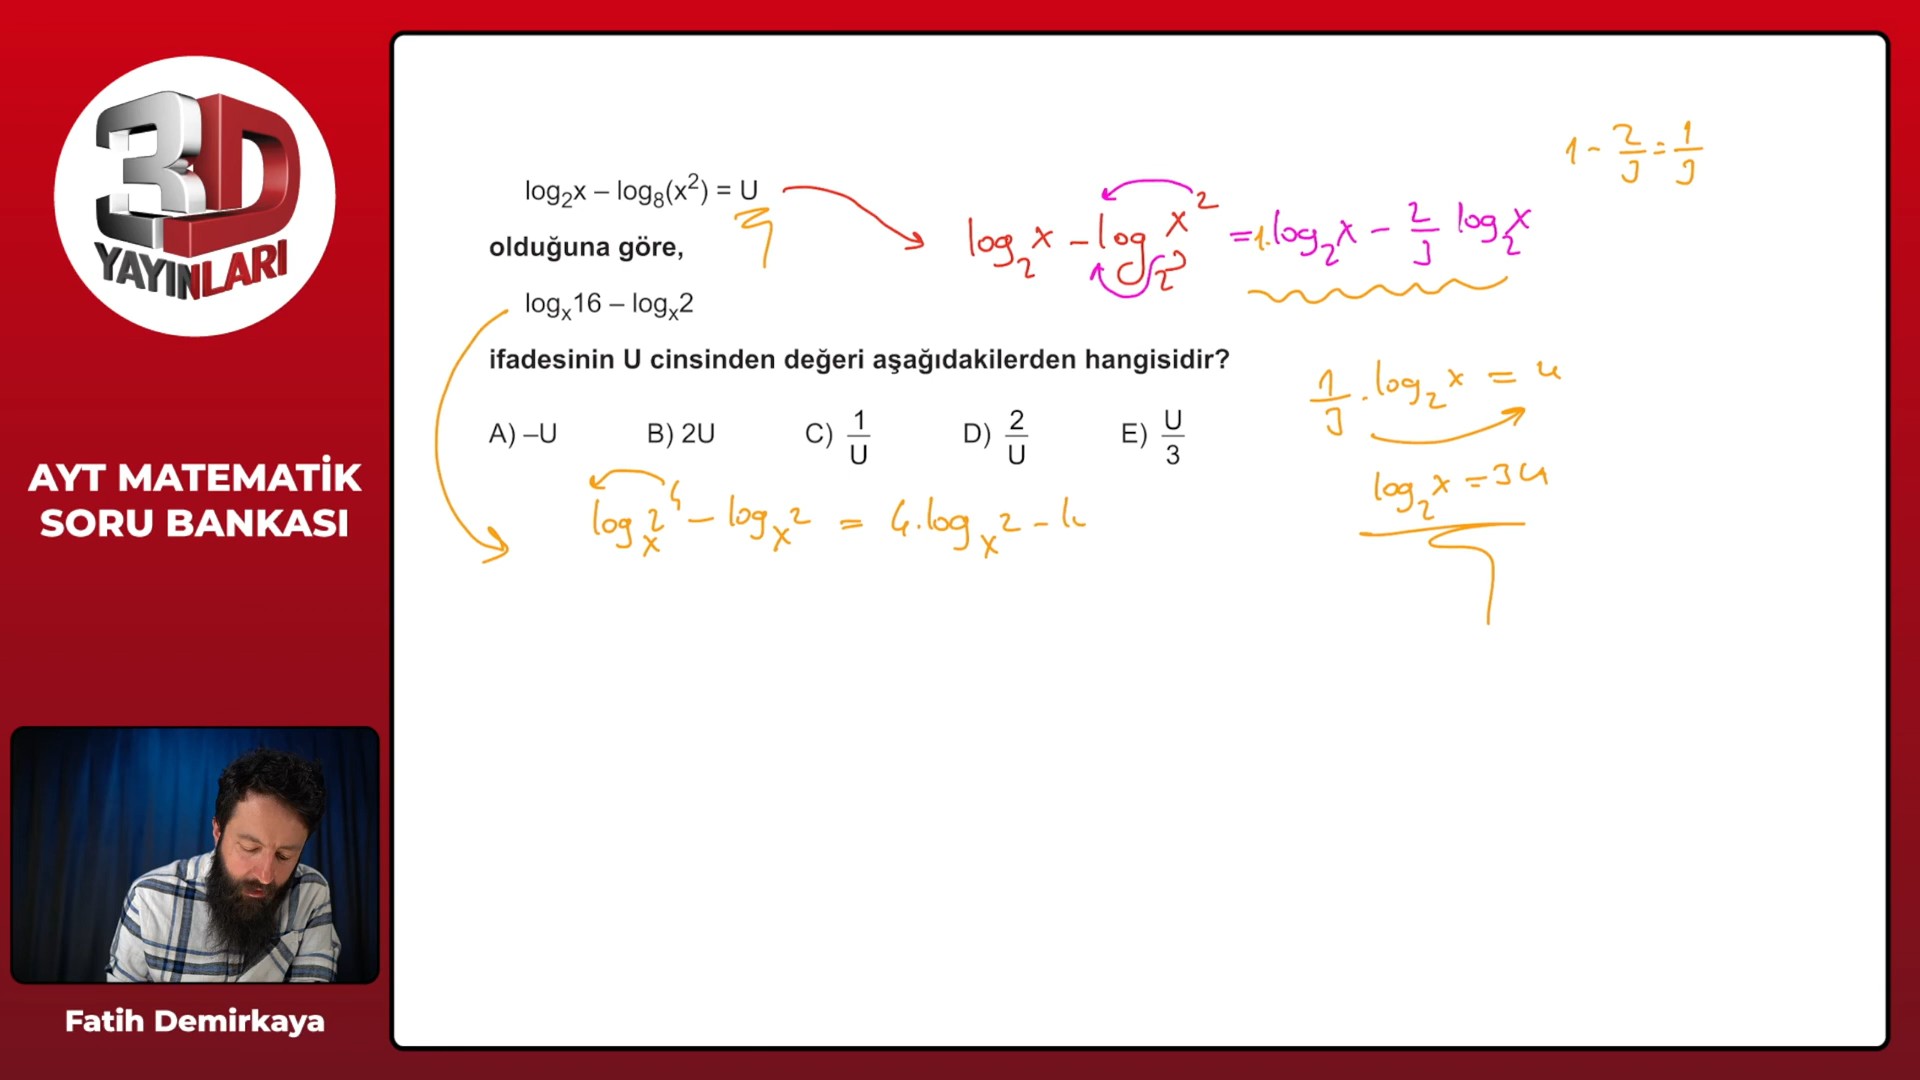 3D
YAYINLARI
AYT MATEMATİK
SORU BANKASI
Fatih Demirkaya
log₂x – log₈(x²) = U
olduğuna göre,
logₓ16 – logₓ2
ifadesinin U cinsinden değeri aşağıdakilerden hangisidir?
A) –U B) 2U C) 1/U D) 2/U E) U/3
1 - 2/3 = 1/3
log₂x - log_2³ x² = 1.log₂x - 2/3 log₂x
1/3 . log₂x = u
log₂x = 3u
logₓ2⁴ - logₓ2 = 4.logₓ2 - l